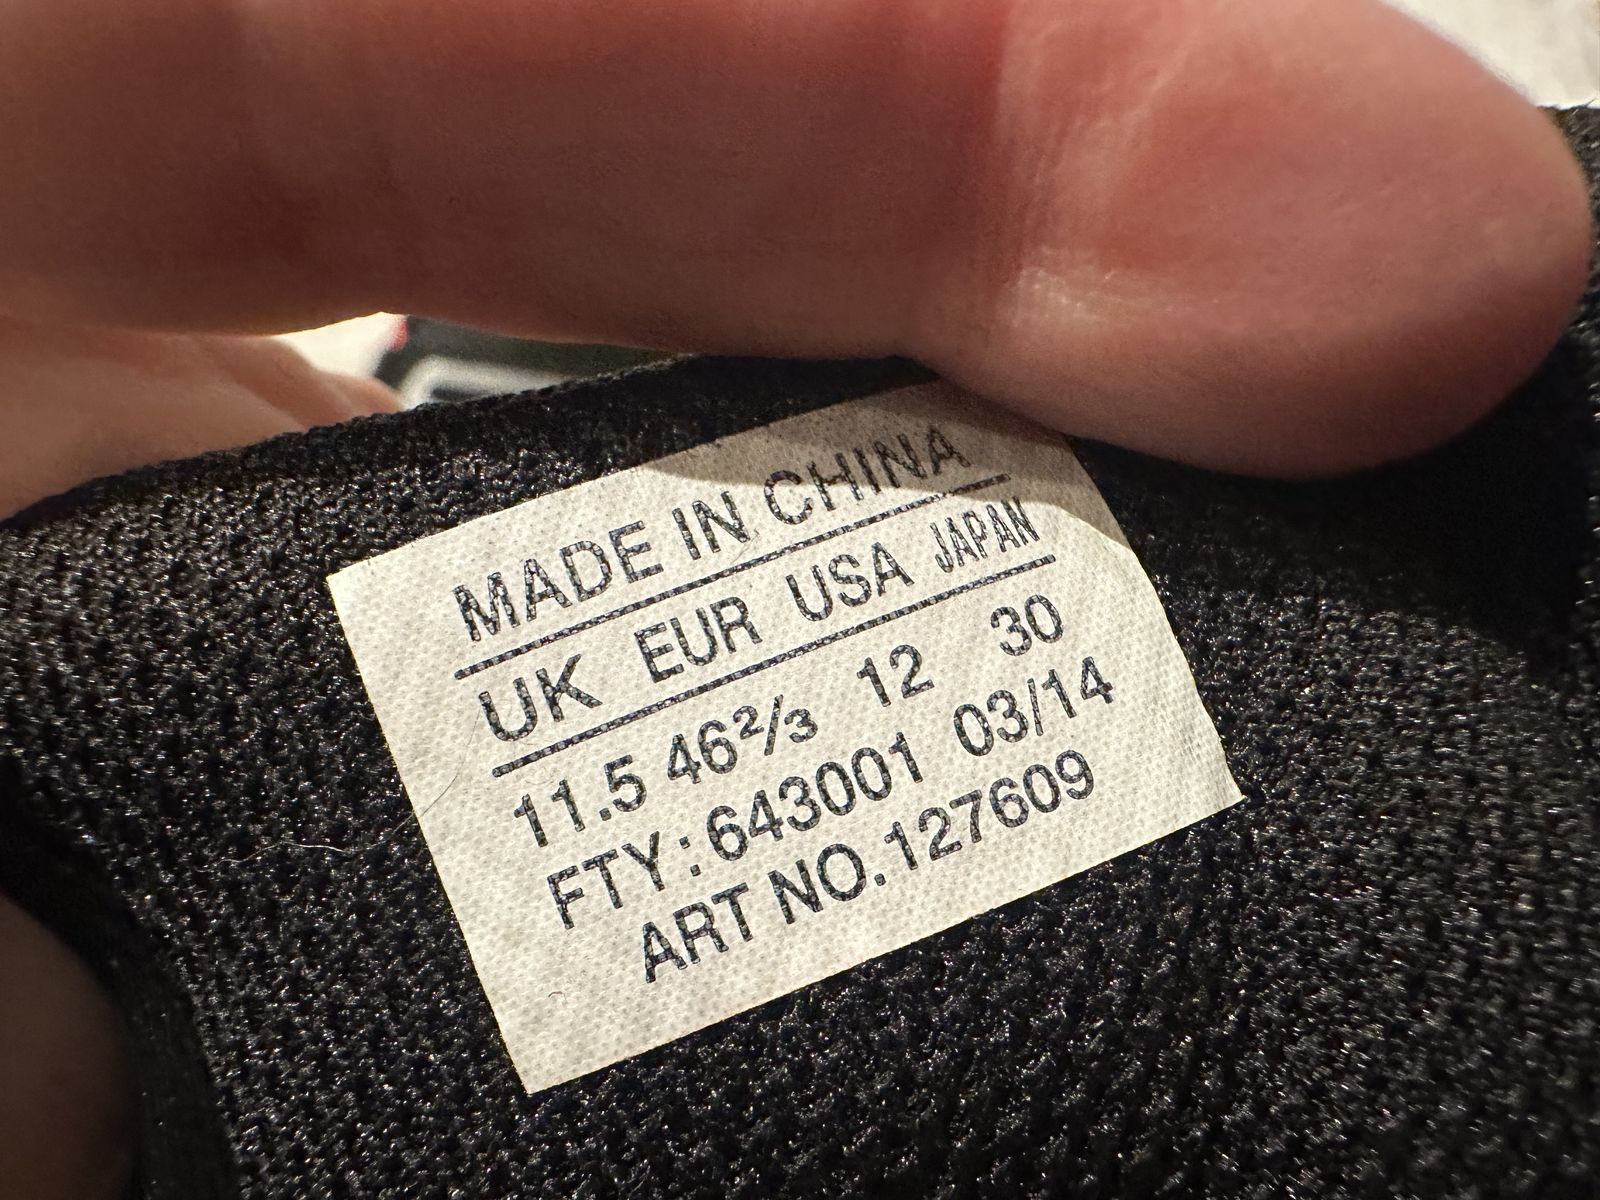 MADE IN CHINA
UK EUR USA JAPAN
11.5 46⅔ 12 30
FTY: 643001 03/14
ART NO.127609